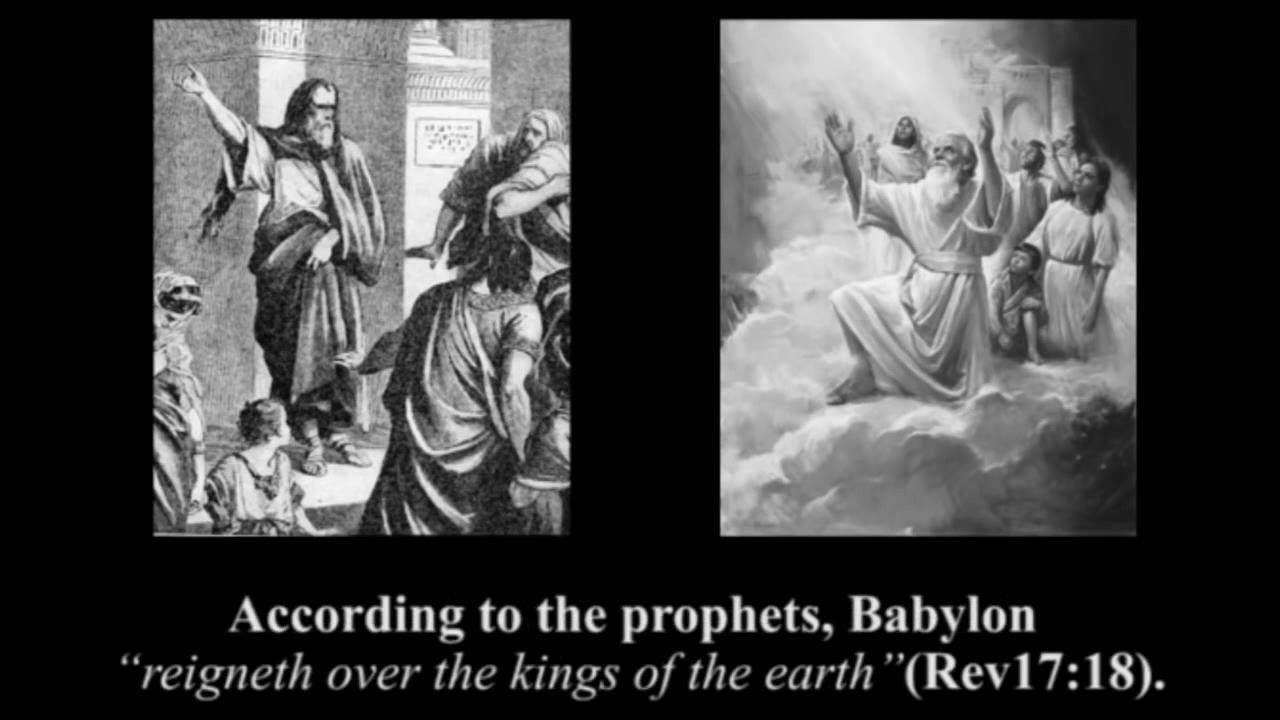 According to the prophets, Babylon
“reigneth over the kings of the earth”(Rev17:18).